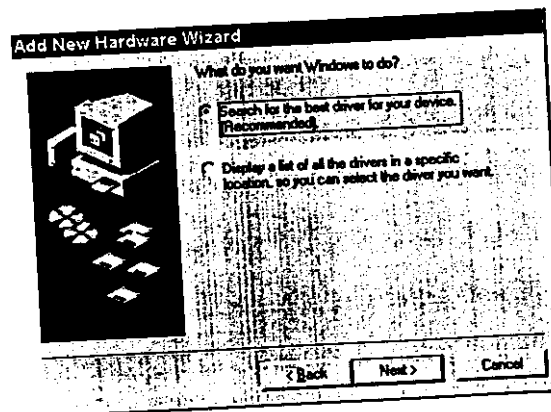 Add New Hardware Wizard
What do you want Windows to do?
Search for the best driver for your device.
(Recommended).
Display a list of all the drivers in a specific
location, so you can select the driver you want.
< Back
Next >
Cancel